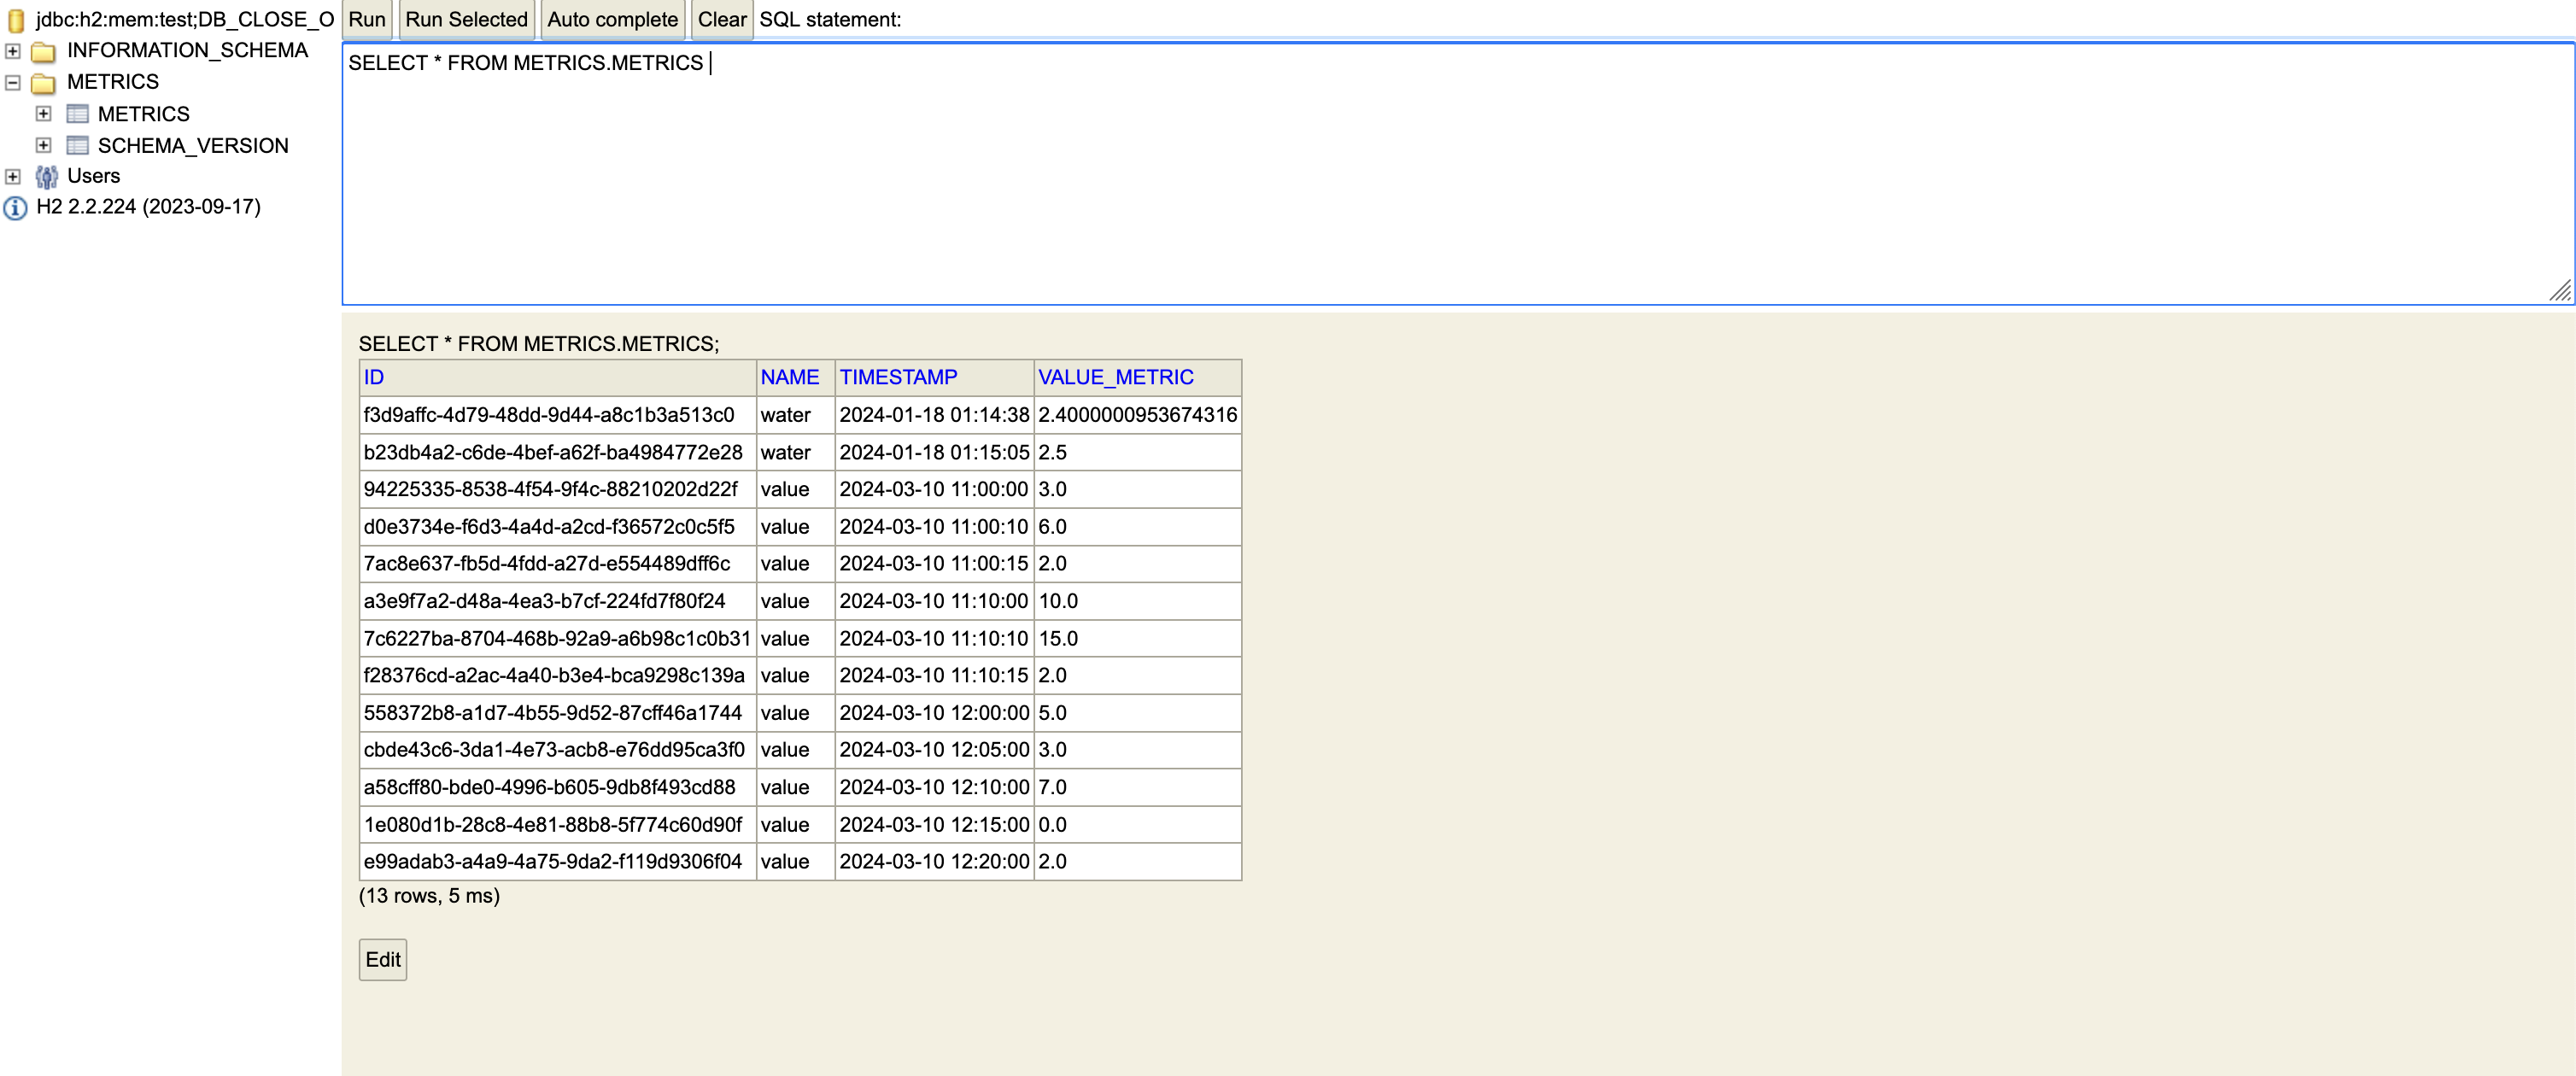 jdbc:h2:mem:test;DB_CLOSE_O
INFORMATION_SCHEMA
METRICS
METRICS
SCHEMA_VERSION
Users
H2 2.2.224 (2023-09-17)
Run Run Selected Auto complete Clear SQL statement:
SELECT * FROM METRICS.METRICS
SELECT * FROM METRICS.METRICS;
ID NAME TIMESTAMP VALUE_METRIC
f3d9affc-4d79-48dd-9d44-a8c1b3a513c0 water 2024-01-18 01:14:38 2.4000000953674316
b23db4a2-c6de-4bef-a62f-ba4984772e28 water 2024-01-18 01:15:05 2.5
94225335-8538-4f54-9f4c-88210202d22f value 2024-03-10 11:00:00 3.0
d0e3734e-f6d3-4a4d-a2cd-f36572c0c5f5 value 2024-03-10 11:00:10 6.0
7ac8e637-fb5d-4fdd-a27d-e554489dff6c value 2024-03-10 11:00:15 2.0
a3e9f7a2-d48a-4ea3-b7cf-224fd7f80f24 value 2024-03-10 11:10:00 10.0
7c6227ba-8704-468b-92a9-a6b98c1c0b31 value 2024-03-10 11:10:10 15.0
f28376cd-a2ac-4a40-b3e4-bca9298c139a value 2024-03-10 11:10:15 2.0
558372b8-a1d7-4b55-9d52-87cff46a1744 value 2024-03-10 12:00:00 5.0
cbde43c6-3da1-4e73-acb8-e76dd95ca3f0 value 2024-03-10 12:05:00 3.0
a58cff80-bde0-4996-b605-9db8f493cd88 value 2024-03-10 12:10:00 7.0
1e080d1b-28c8-4e81-88b8-5f774c60d90f value 2024-03-10 12:15:00 0.0
e99adab3-a4a9-4a75-9da2-f119d9306f04 value 2024-03-10 12:20:00 2.0
(13 rows, 5 ms)
Edit